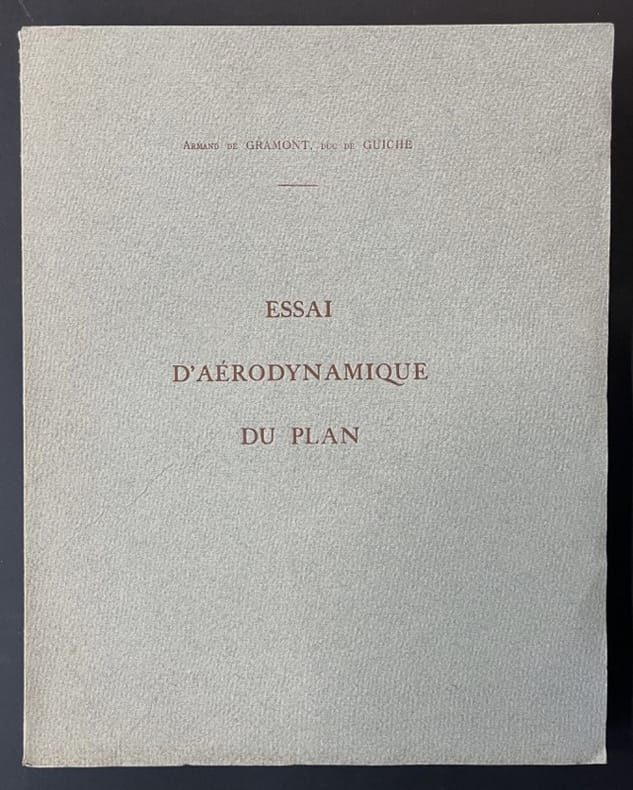 Armand de GRAMONT, duc de GUICHE
ESSAI
D'AÉRODYNAMIQUE
DU PLAN